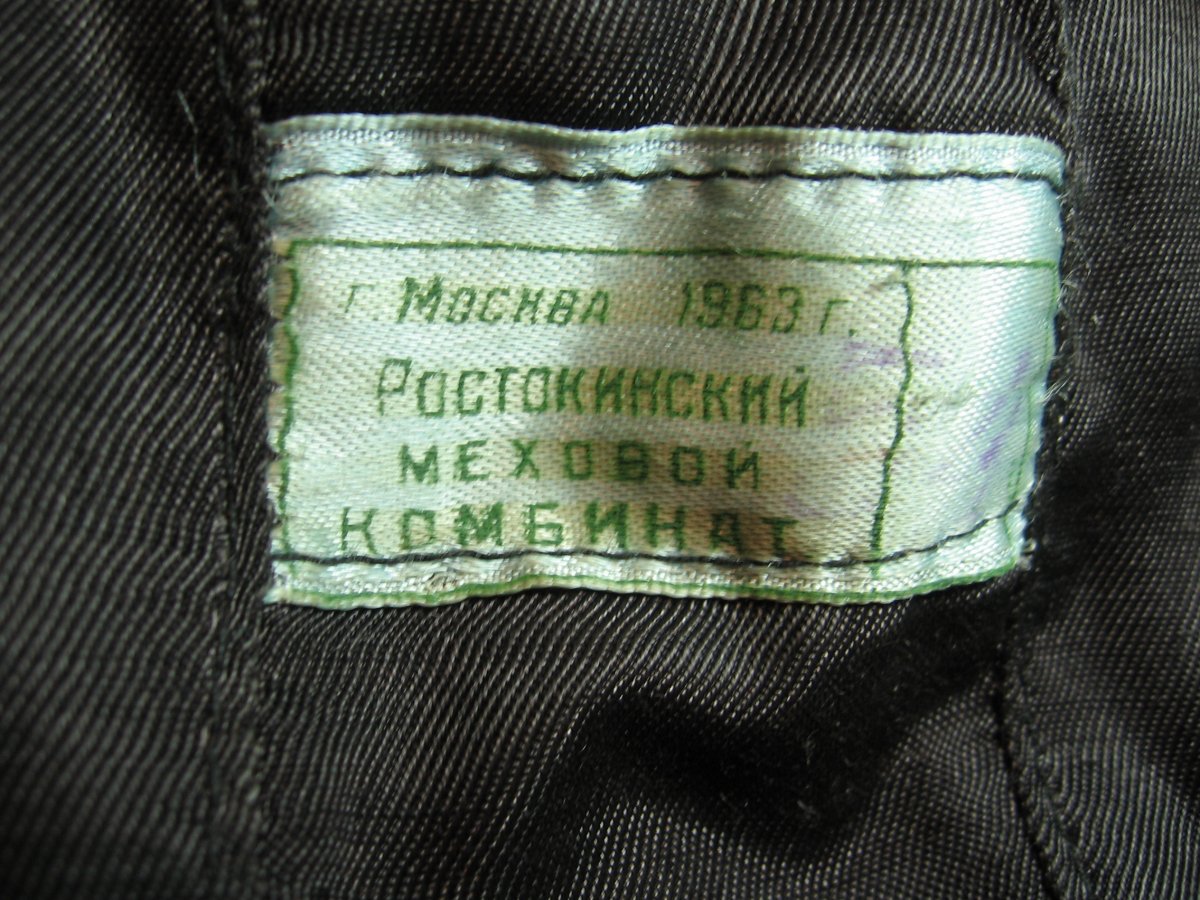 г. Москва 1963 г.
Ростокинский
меховой
комбинат